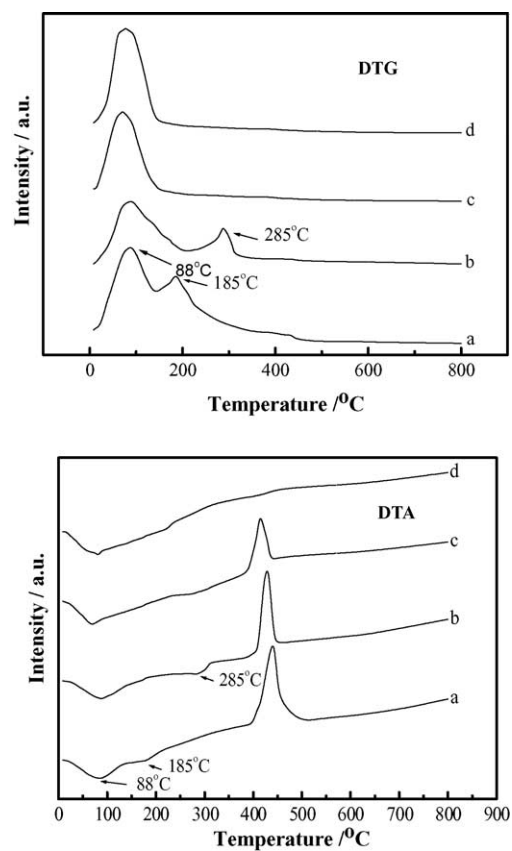 DTG
Intensity / a.u.
d
c
285°C
b
88°C
185°C
a
0 200 400 600 800
Temperature /°C
d
DTA
c
Intensity / a.u.
b
285°C
a
185°C
88°C
0 100 200 300 400 500 600 700 800 900
Temperature /°C